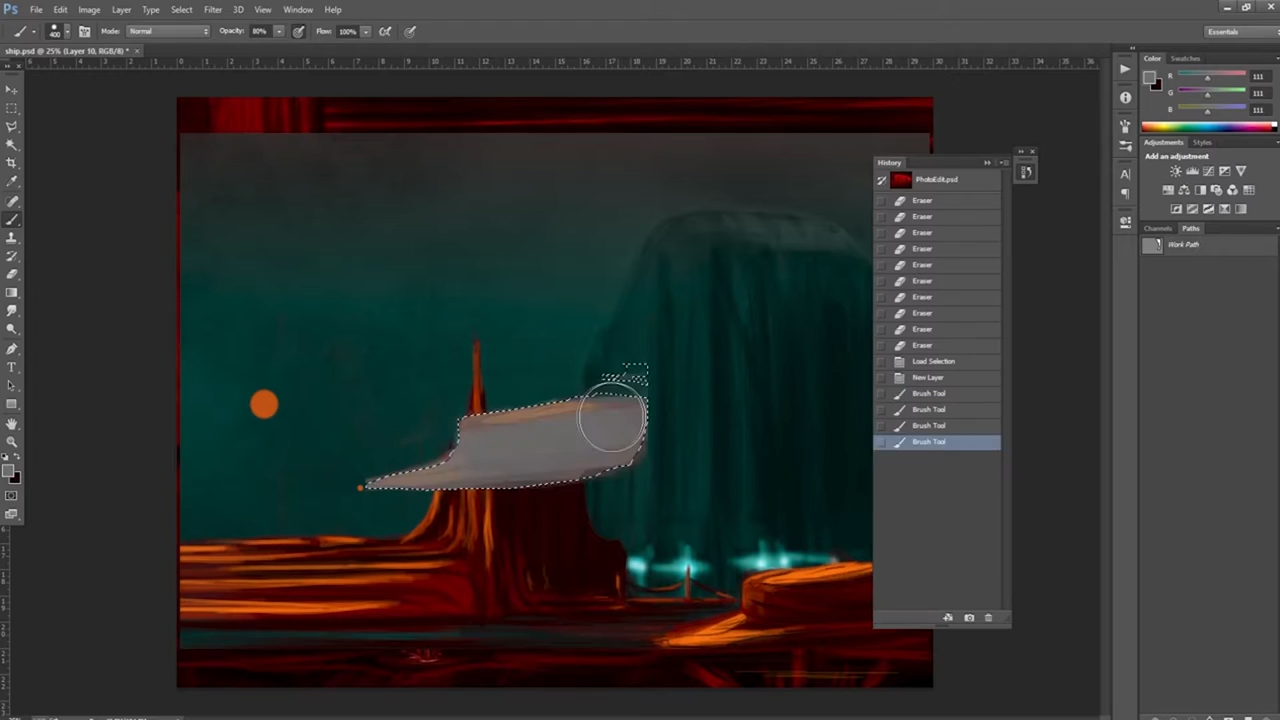 Ps File Edit Image Layer Type Select Filter 3D View Window Help
400 Mode: Normal Opacity: 80% Flow: 100% Essentials
ship.psd @ 25% (Layer 10, RGB/8) *
Color Swatches
R 111
G 111
B 111
Adjustments Styles
Add an adjustment
Channels Paths
Work Path
History
PhotoEdit.psd
Eraser
Eraser
Eraser
Eraser
Eraser
Eraser
Eraser
Eraser
Eraser
Eraser
Load Selection
New Layer
Brush Tool
Brush Tool
Brush Tool
Brush Tool